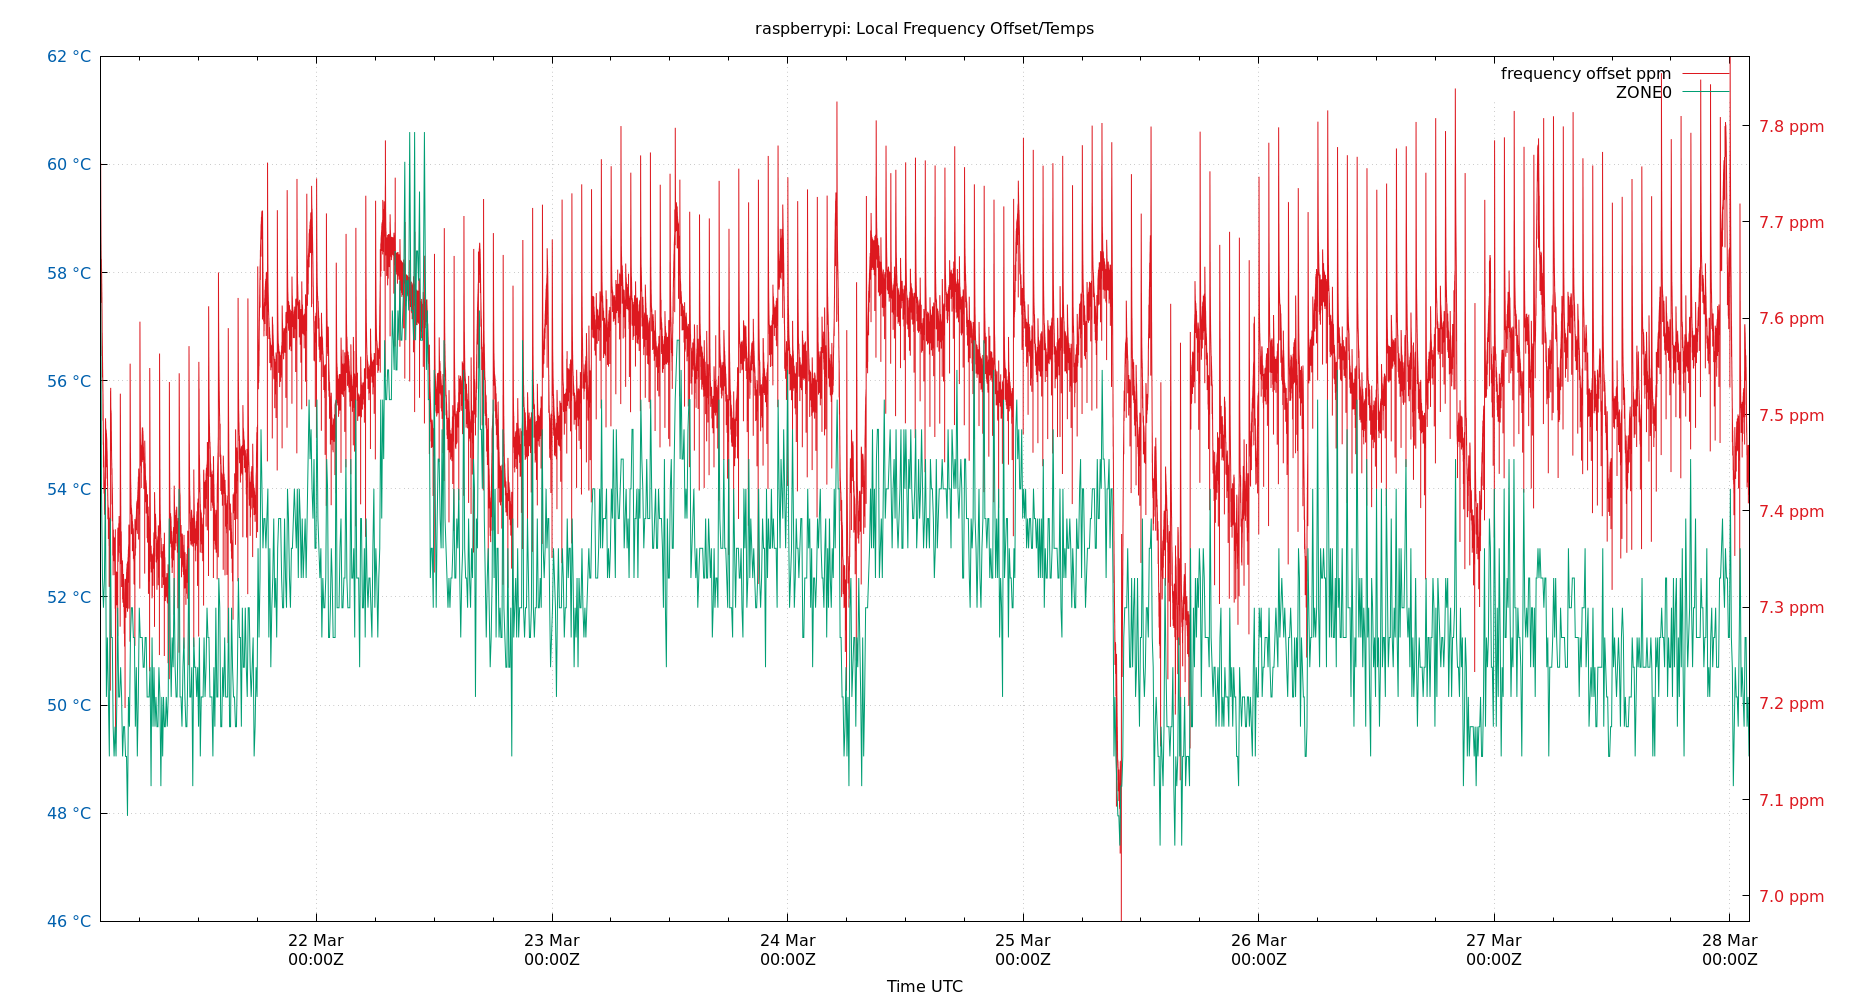 raspberrypi: Local Frequency Offset/Temps
62 °C
60 °C
58 °C
56 °C
54 °C
52 °C
50 °C
48 °C
46 °C
frequency offset ppm
ZONE0
7.8 ppm
7.7 ppm
7.6 ppm
7.5 ppm
7.4 ppm
7.3 ppm
7.2 ppm
7.1 ppm
7.0 ppm
22 Mar
00:00Z
23 Mar
00:00Z
24 Mar
00:00Z
25 Mar
00:00Z
26 Mar
00:00Z
27 Mar
00:00Z
28 Mar
00:00Z
Time UTC